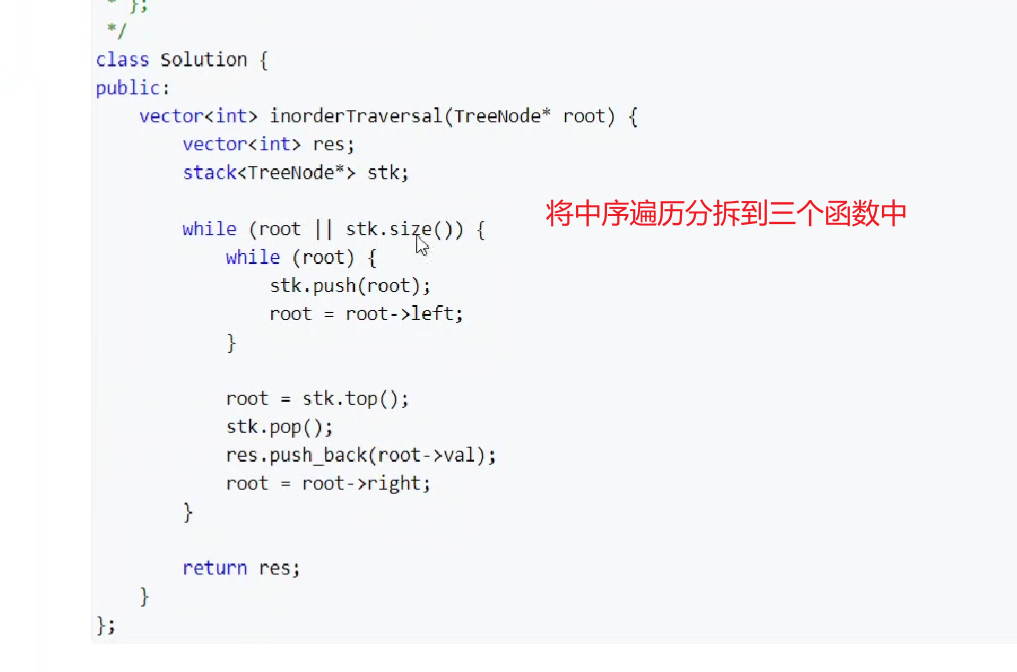 * };
*/
class Solution {
public:
    vector<int> inorderTraversal(TreeNode* root) {
        vector<int> res;
        stack<TreeNode*> stk;
将中序遍历分拆到三个函数中
        while (root || stk.size()) {
            while (root) {
                stk.push(root);
                root = root->left;
            }
            root = stk.top();
            stk.pop();
            res.push_back(root->val);
            root = root->right;
        }
        return res;
    }
};